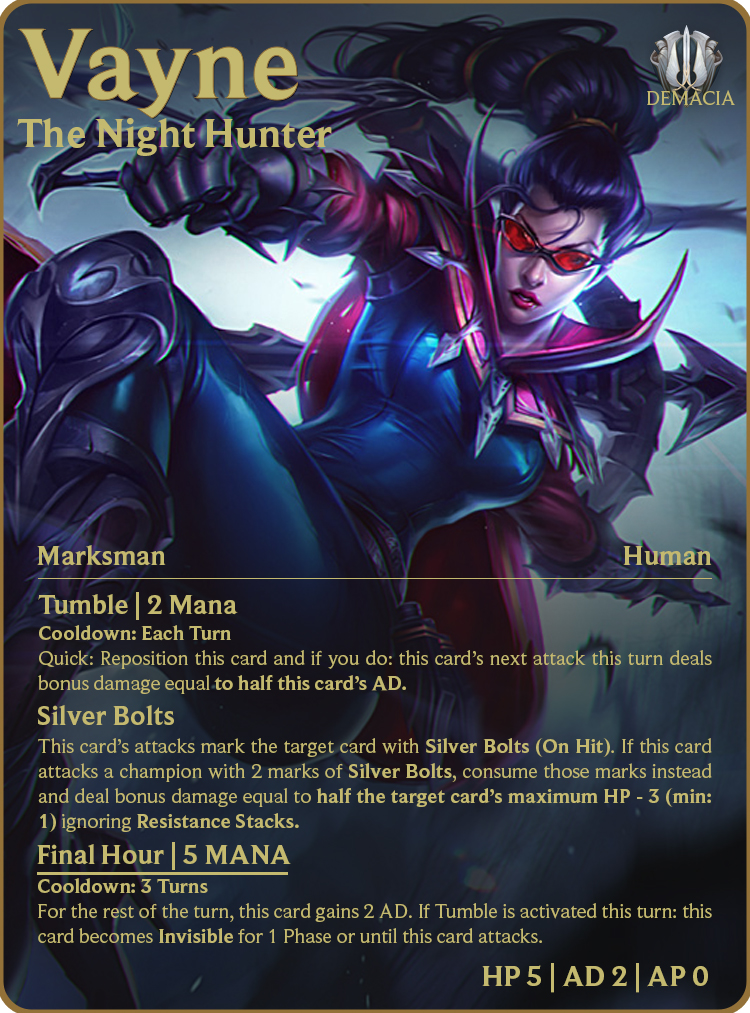 Vayne
DEMACIA
The Night Hunter
Marksman Human
Tumble | 2 Mana
Cooldown: Each Turn
Quick: Reposition this card and if you do: this card's next attack this turn deals
bonus damage equal to half this card's AD.
Silver Bolts
This card's attacks mark the target card with Silver Bolts (On Hit). If this card
attacks a champion with 2 marks of Silver Bolts, consume those marks instead
and deal bonus damage equal to half the target card's maximum HP - 3 (min:
1) ignoring Resistance Stacks.
Final Hour | 5 MANA
Cooldown: 3 Turns
For the rest of the turn, this card gains 2 AD. If Tumble is activated this turn: this
card becomes Invisible for 1 Phase or until this card attacks.
HP 5 | AD 2 | AP 0